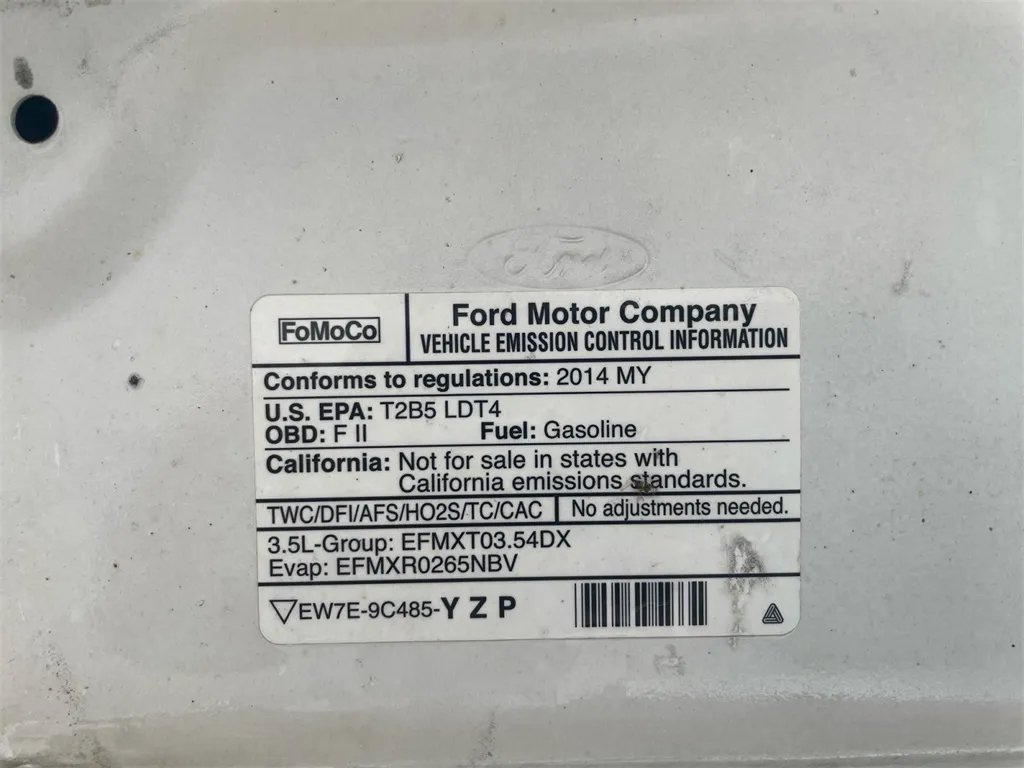 Ford
FoMoCo
Ford Motor Company
VEHICLE EMISSION CONTROL INFORMATION
Conforms to regulations: 2014 MY
U.S. EPA: T2B5 LDT4
OBD: F II Fuel: Gasoline
California: Not for sale in states with
California emissions standards.
TWC/DFI/AFS/HO2S/TC/CAC No adjustments needed.
3.5L-Group: EFMXT03.54DX
Evap: EFMXR0265NBV
EW7E-9C485-Y Z P